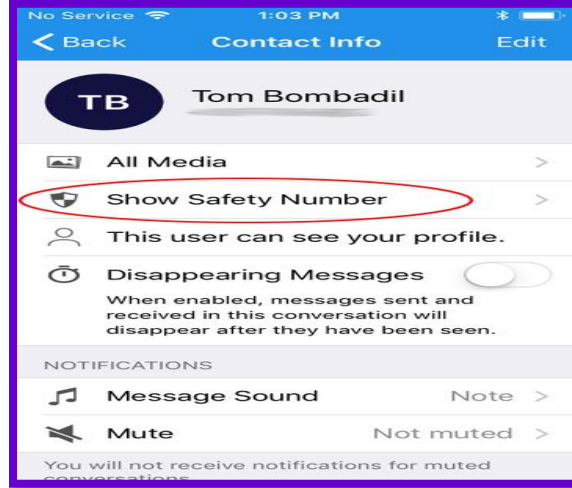 No Service 1:03 PM
Back Contact Info Edit
TB Tom Bombadil
All Media
Show Safety Number
This user can see your profile.
Disappearing Messages
When enabled, messages sent and
received in this conversation will
disappear after they have been seen.
NOTIFICATIONS
Message Sound Note
Mute Not muted
You will not receive notifications for muted
conversations